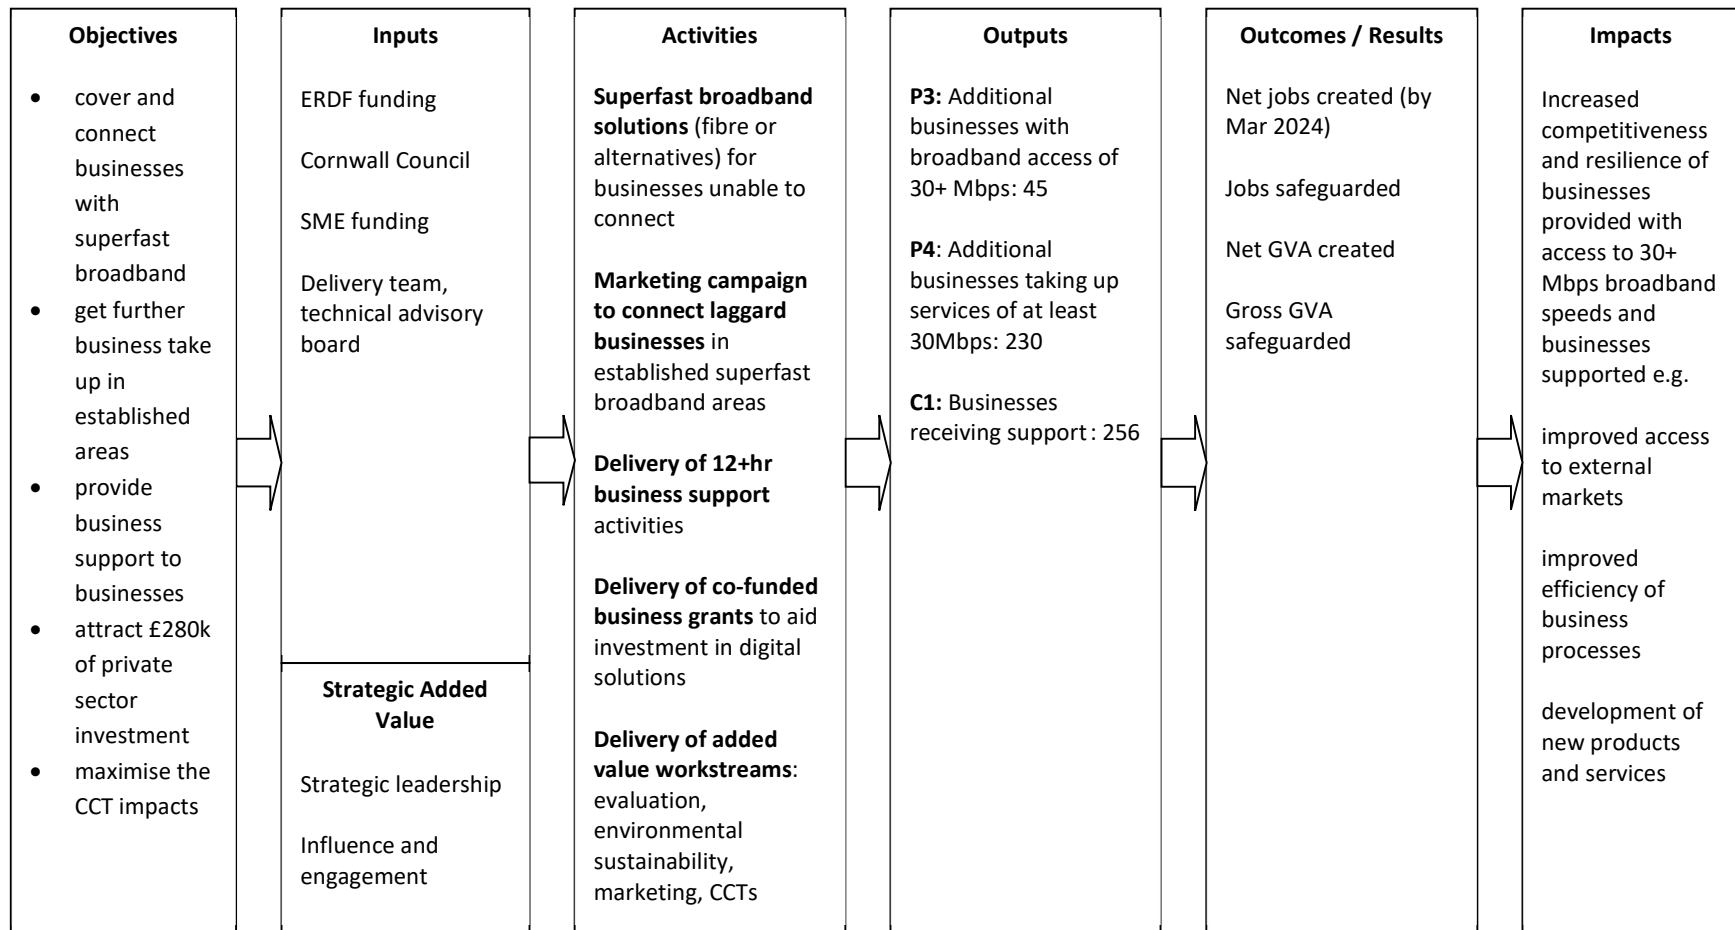 Objectives
• cover and
connect
businesses
with
superfast
broadband
• get further
business take
up in
established
areas
• provide
business
support to
businesses
• attract £280k
of private
sector
investment
• maximise the
CCT impacts
Inputs
ERDF funding
Cornwall Council
SME funding
Delivery team,
technical advisory
board
Strategic Added
Value
Strategic leadership
Influence and
engagement
Activities
Superfast broadband
solutions (fibre or
alternatives) for
businesses unable to
connect
Marketing campaign
to connect laggard
businesses in
established superfast
broadband areas
Delivery of 12+hr
business support
activities
Delivery of co-funded
business grants to aid
investment in digital
solutions
Delivery of added
value workstreams:
evaluation,
environmental
sustainability,
marketing, CCTs
Outputs
P3: Additional
businesses with
broadband access of
30+ Mbps: 45
P4: Additional
businesses taking up
services of at least
30Mbps: 230
C1: Businesses
receiving support: 256
Outcomes / Results
Net jobs created (by
Mar 2024)
Jobs safeguarded
Net GVA created
Gross GVA
safeguarded
Impacts
Increased
competitiveness
and resilience of
businesses
provided with
access to 30+
Mbps broadband
speeds and
businesses
supported e.g.
improved access
to external
markets
improved
efficiency of
business
processes
development of
new products
and services